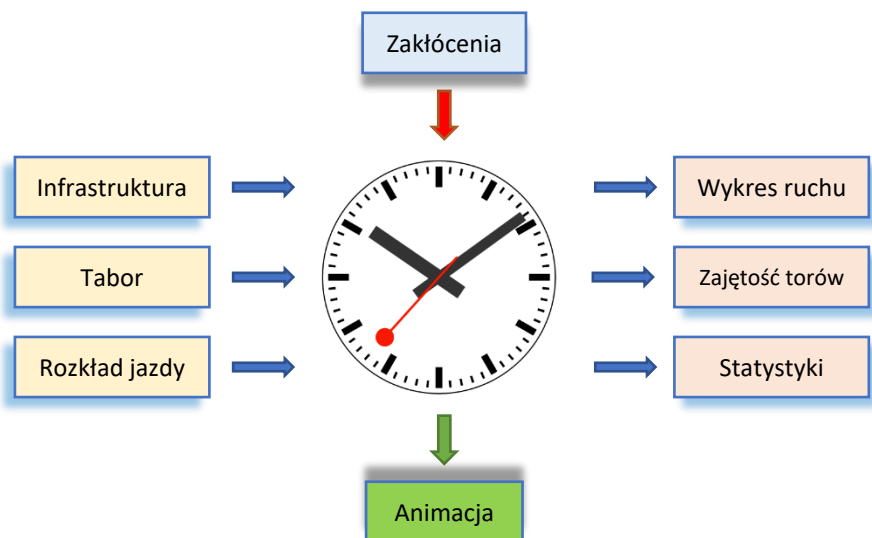 Zakłócenia
Infrastruktura
Wykres ruchu
Tabor
Zajętość torów
Rozkład jazdy
Statystyki
Animacja